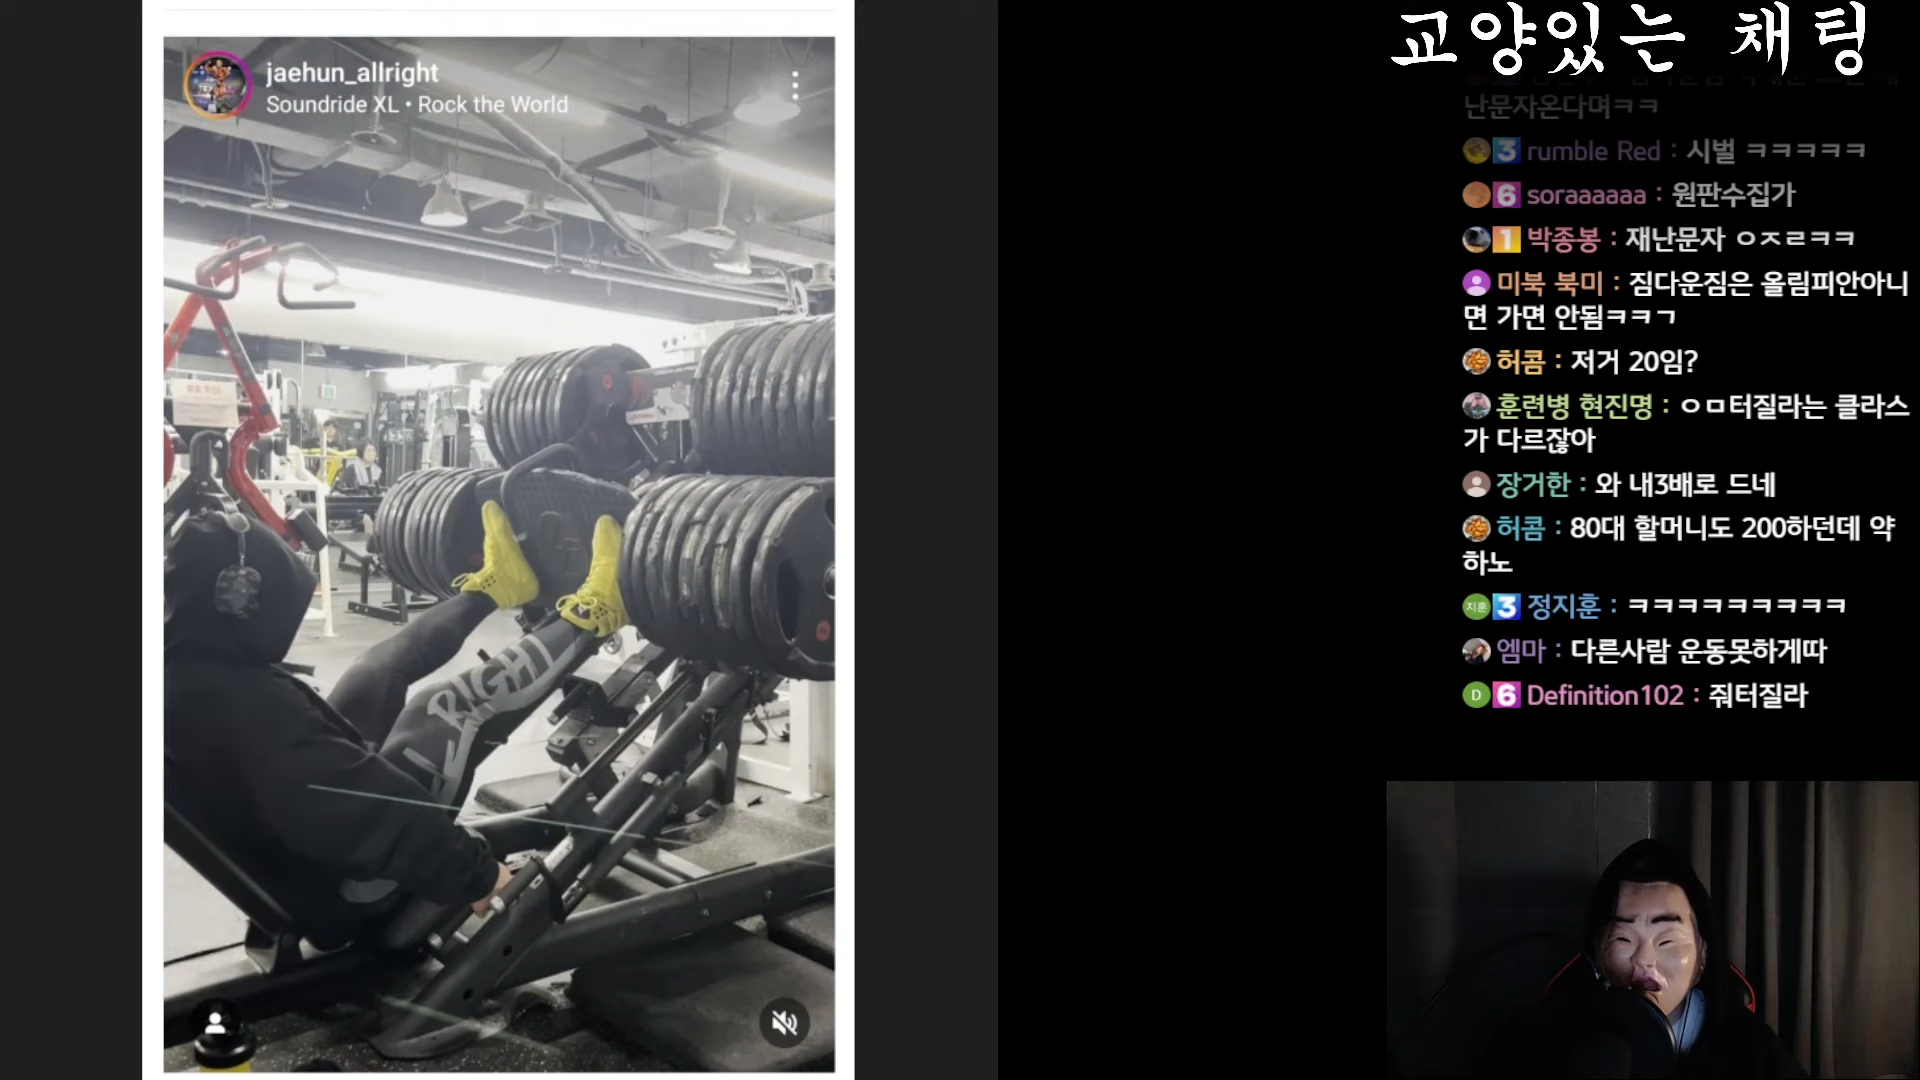 jaehun_allright
Soundride XL • Rock the World
RIGHT
교양있는 채팅
난문자온다며ㅋㅋ
3 rumble Red : 시벌 ㅋㅋㅋㅋㅋ
6 soraaaaaa : 원판수집가
1 박종봉 : 재난문자 ㅇㅈㄹㅋㅋ
미북 북미 : 짐다운짐은 올림피안아니
면 가면 안됨ㅋㅋㄱ
허콤 : 저거 20임?
훈련병 현진명 : ㅇㅁ터질라는 클라스
가 다르잖아
장거한 : 와 내3배로 드네
허콤 : 80대 할머니도 200하던데 약
하노
지훈 3 정지훈 : ㅋㅋㅋㅋㅋㅋㅋㅋㅋ
엠마 : 다른사람 운동못하게따
D 6 Definition102 : 줘터질라